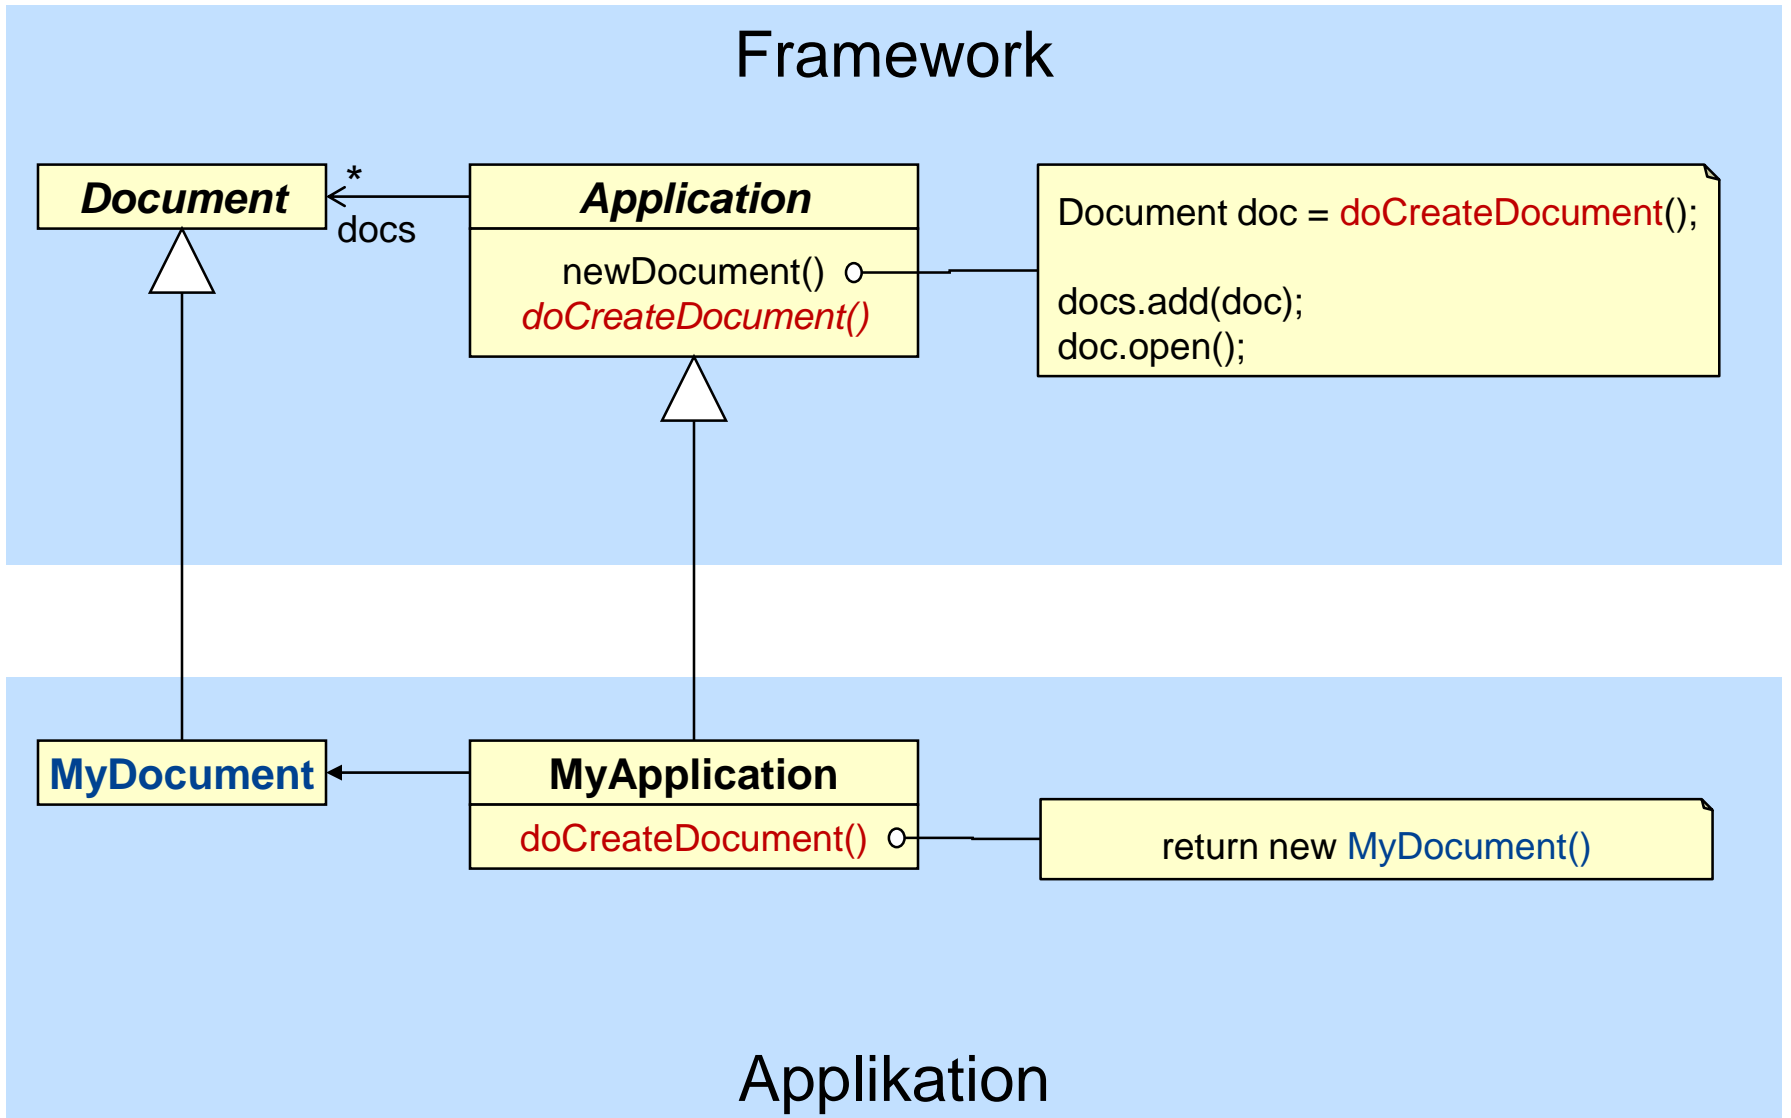 Framework
Document
*
docs
Application
newDocument()
doCreateDocument()
Document doc = doCreateDocument();
docs.add(doc);
doc.open();
MyDocument
MyApplication
doCreateDocument()
return new MyDocument()
Applikation